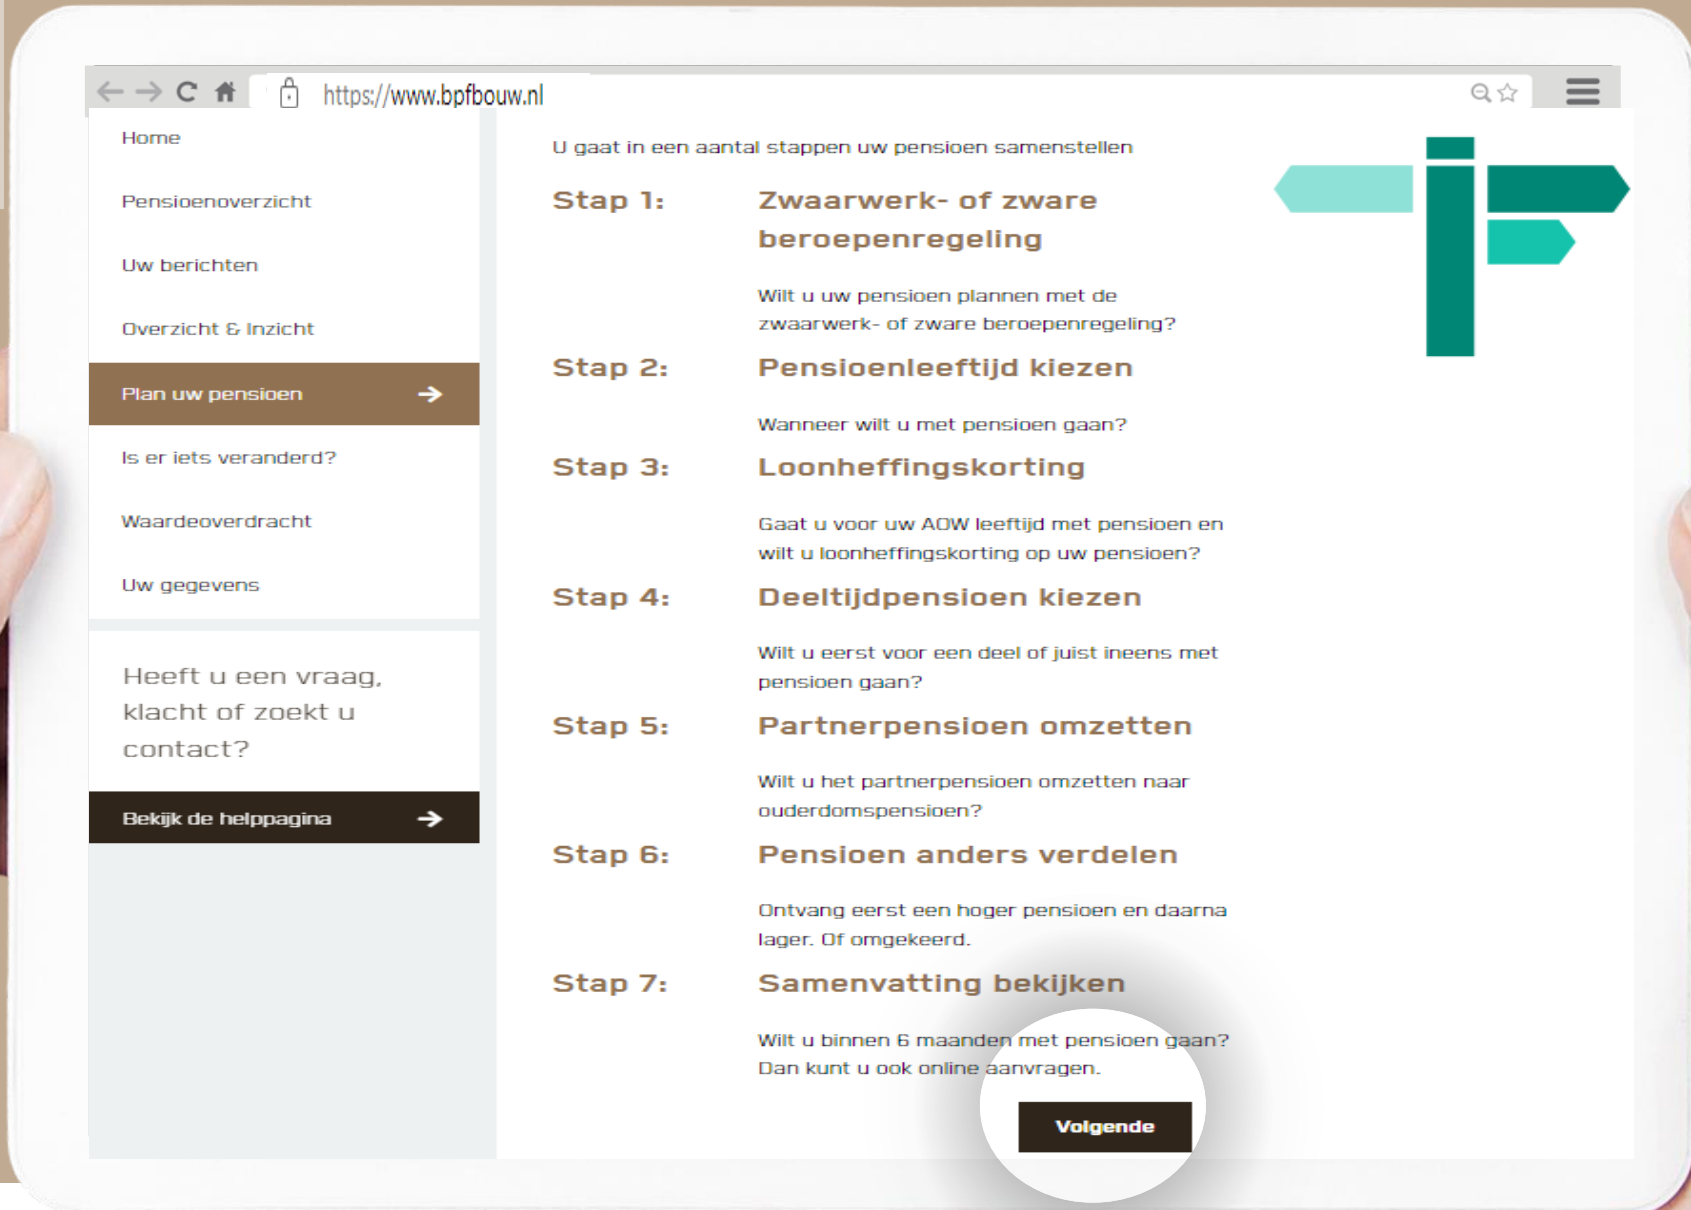 https://www.bpfbouw.nl
Home
Pensioenoverzicht
Uw berichten
Overzicht & Inzicht
Plan uw pensioen
Is er iets veranderd?
Waardeoverdracht
Uw gegevens
Heeft u een vraag,
klacht of zoekt u
contact?
Bekijk de helppagina
U gaat in een aantal stappen uw pensioen samenstellen
Stap 1: Zwaarwerk- of zware
beroepenregeling
Wilt u uw pensioen plannen met de
zwaarwerk- of zware beroepenregeling?
Stap 2: Pensioenleeftijd kiezen
Wanneer wilt u met pensioen gaan?
Stap 3: Loonheffingskorting
Gaat u voor uw AOW leeftijd met pensioen en
wilt u loonheffingskorting op uw pensioen?
Stap 4: Deeltijdpensioen kiezen
Wilt u eerst voor een deel of juist ineens met
pensioen gaan?
Stap 5: Partnerpensioen omzetten
Wilt u het partnerpensioen omzetten naar
ouderdomspensioen?
Stap 6: Pensioen anders verdelen
Ontvang eerst een hoger pensioen en daarna
lager. Of omgekeerd.
Stap 7: Samenvatting bekijken
Wilt u binnen 6 maanden met pensioen gaan?
Dan kunt u ook online aanvragen.
Volgende